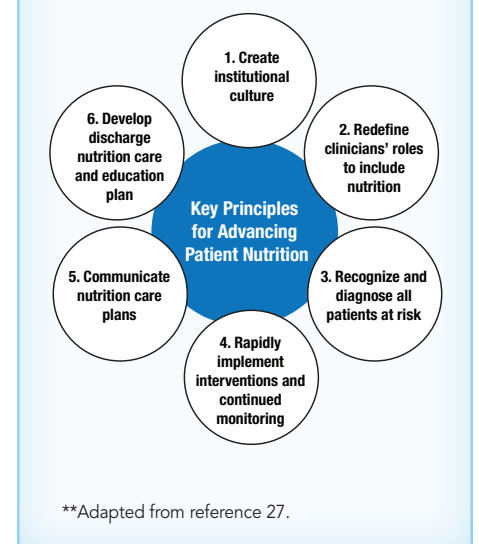 1. Create
institutional
culture
2. Redefine
clinicians’ roles
to include
nutrition
3. Recognize and
diagnose all
patients at risk
4. Rapidly
implement
interventions and
continued
monitoring
5. Communicate
nutrition care
plans
6. Develop
discharge
nutrition care
and education
plan
Key Principles
for Advancing
Patient Nutrition
**Adapted from reference 27.